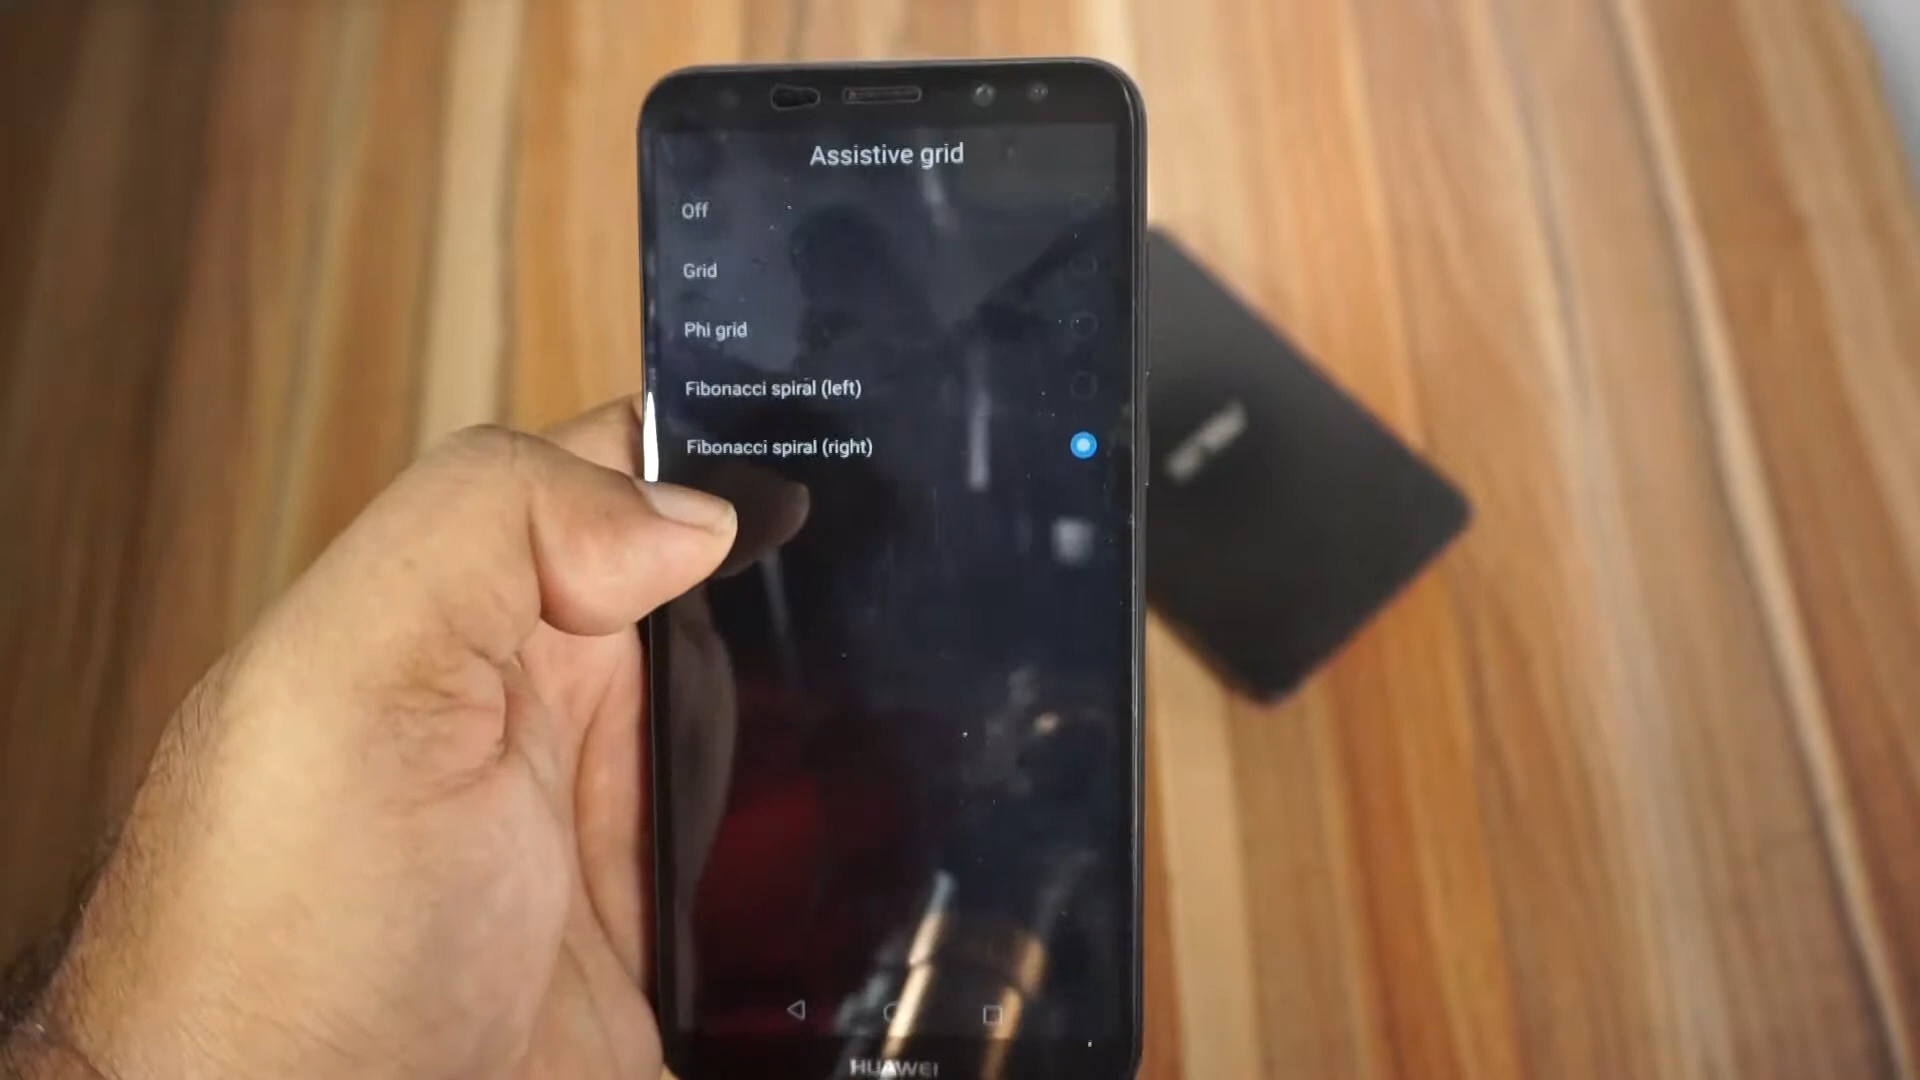 Assistive grid
Off
Grid
Phi grid
Fibonacci spiral (left)
Fibonacci spiral (right)
HUAWEI